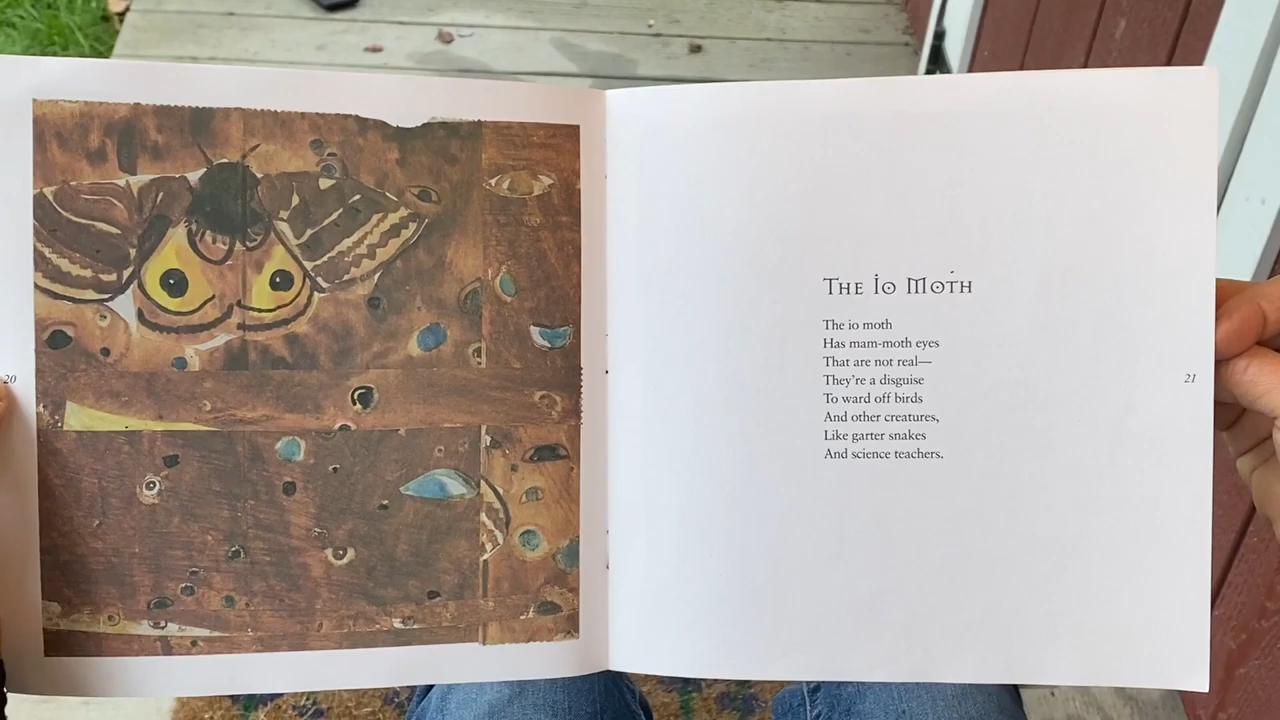 20
The Io Moth
The io moth
Has mam-moth eyes
That are not real—
They're a disguise
To ward off birds
And other creatures,
Like garter snakes
And science teachers.
21